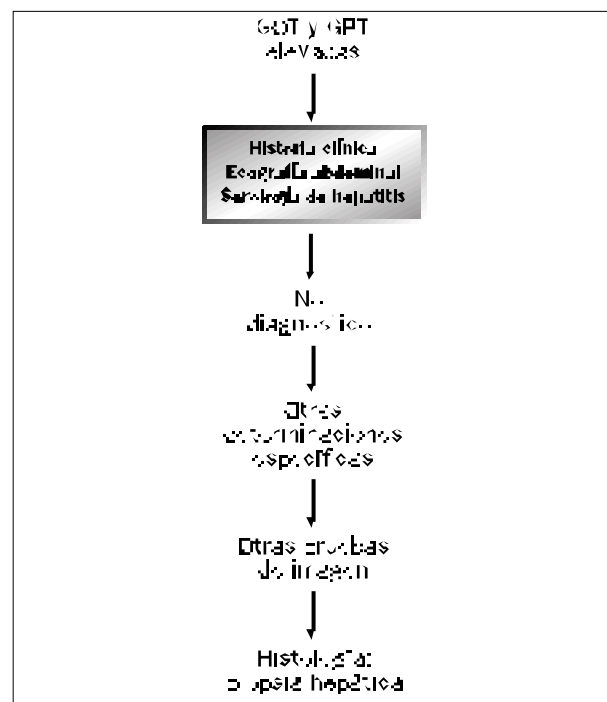 GOT y GPT
elevadas
Historia clínica
Ecografía abdominal
Serología de hepatitis
No
diagnóstico
Otras
determinaciones
específicas
Otras pruebas
de imagen
Histología:
biopsia hepática